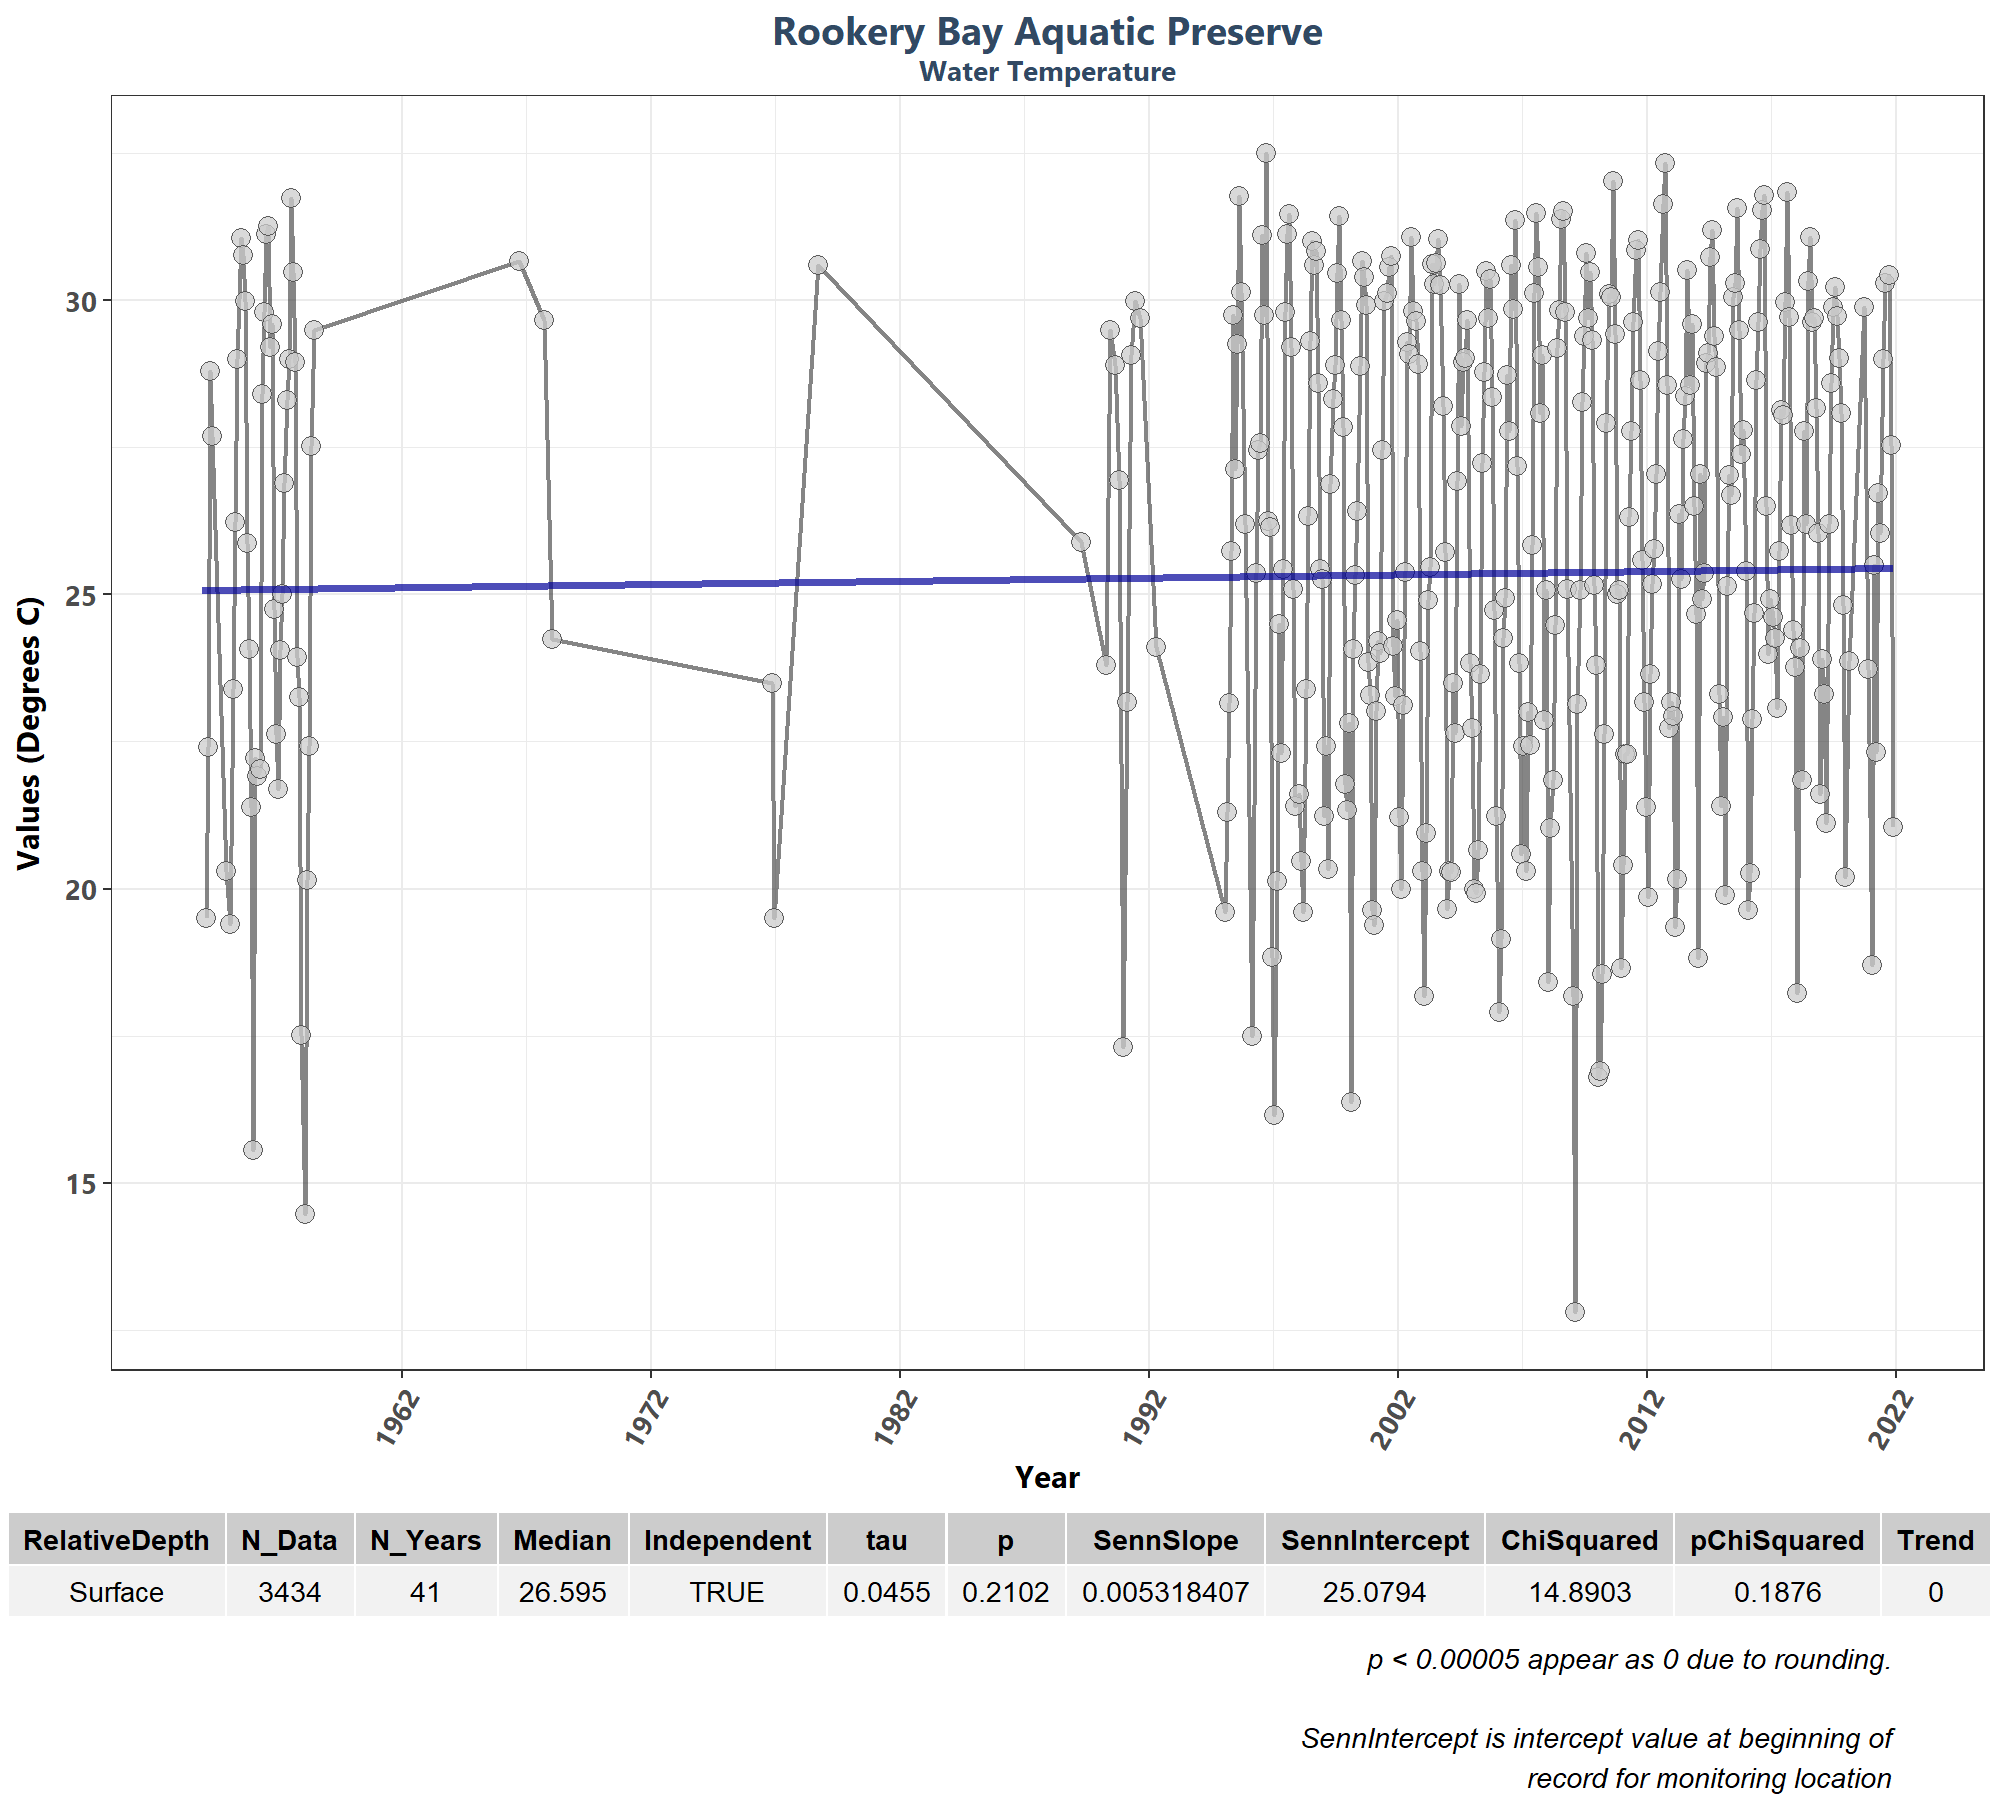 Rookery Bay Aquatic Preserve
Water Temperature
Values (Degrees C)
30
25
20
15
1962 1972 1982 1992 2002 2012 2022
Year
RelativeDepth N_Data N_Years Median Independent tau p SennSlope SennIntercept ChiSquared pChiSquared Trend
Surface 3434 41 26.595 TRUE 0.0455 0.2102 0.005318407 25.0794 14.8903 0.1876 0
p < 0.00005 appear as 0 due to rounding.
SennIntercept is intercept value at beginning of
record for monitoring location